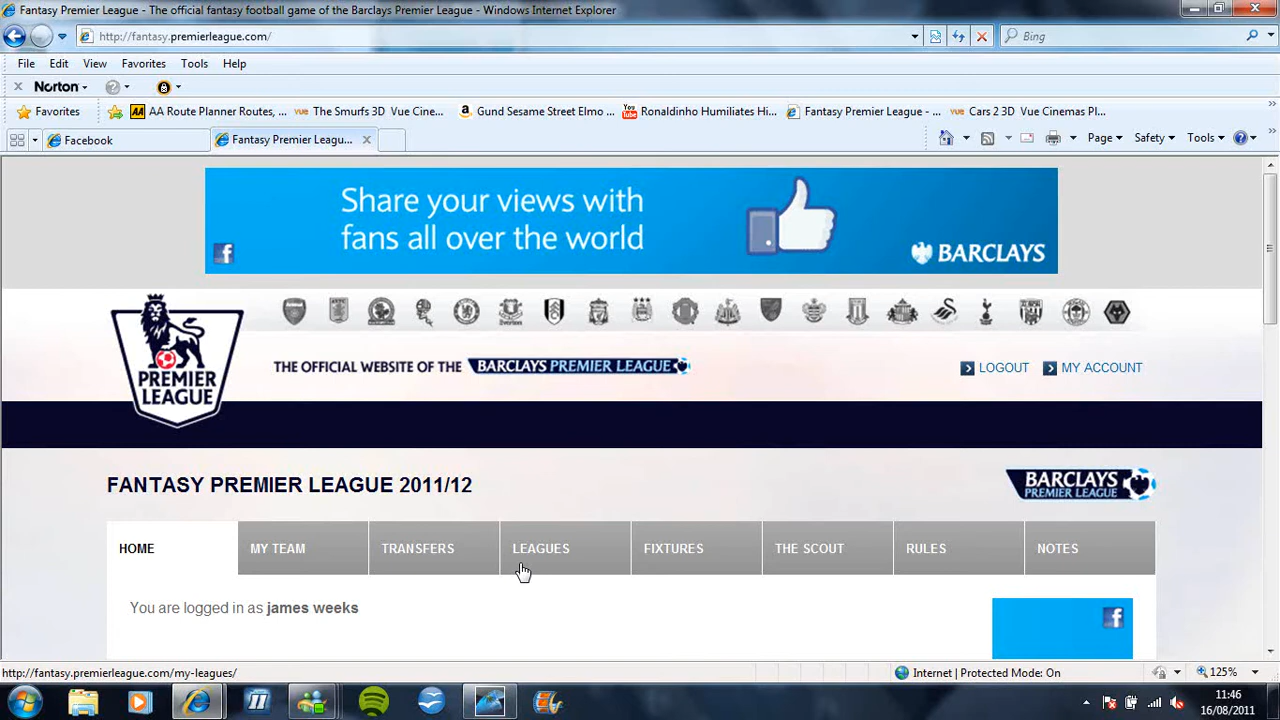 Fantasy Premier League - The official fantasy football game of the Barclays Premier League - Windows Internet Explorer
http://fantasy.premierleague.com/
Bing
File Edit View Favorites Tools Help
Norton
Favorites AA Route Planner Routes, ... The Smurfs 3D Vue Cine... Gund Sesame Street Elmo ... Ronaldinho Humiliates Hi... Fantasy Premier League - ... Cars 2 3D Vue Cinemas Pl...
Facebook Fantasy Premier Leagu... Page Safety Tools
Share your views with
fans all over the world
BARCLAYS
PREMIER
LEAGUE
THE OFFICIAL WEBSITE OF THE BARCLAYS PREMIER LEAGUE
LOGOUT MY ACCOUNT
FANTASY PREMIER LEAGUE 2011/12
BARCLAYS
PREMIER LEAGUE
HOME MY TEAM TRANSFERS LEAGUES FIXTURES THE SCOUT RULES NOTES
You are logged in as james weeks
http://fantasy.premierleague.com/my-leagues/ Internet | Protected Mode: On 125%
11:46
16/08/2011